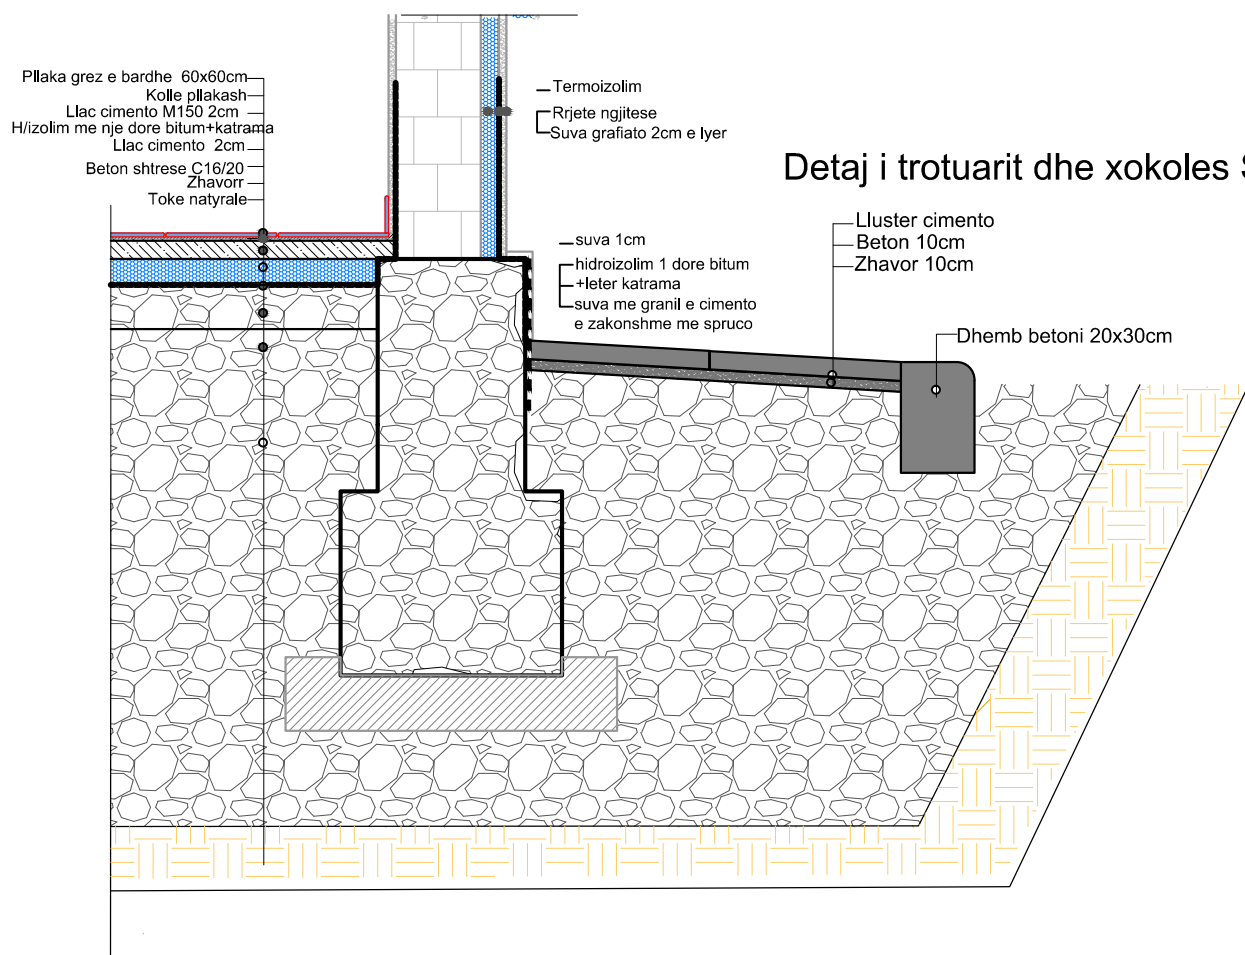 Pllaka grez e bardhe 60x60cm
Kolle pllakash
Llac cimento M150 2cm
H/izolim me nje dore bitum+katrama
Llac cimento 2cm
Beton shtrese C16/20
Zhavorr
Toke natyrale
Termoizolim
Rrjete ngjitese
Suva grafiato 2cm e lyer
Detaj i trotuarit dhe xokoles
suva 1cm
hidroizolim 1 dore bitum
+leter katrama
suva me granil e cimento
e zakonshme me spruco
Lluster cimento
Beton 10cm
Zhavor 10cm
Dhemb betoni 20x30cm